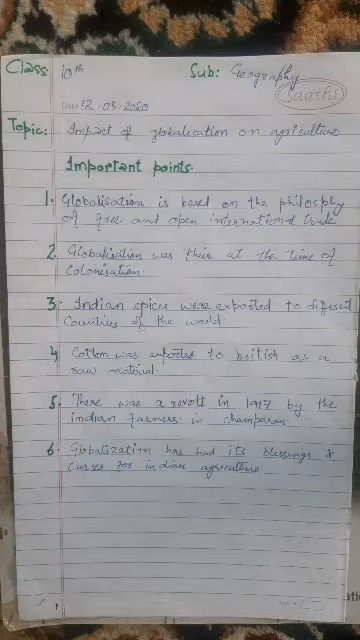 Class 10th Sub: Geography
Saathi
Date 12.08.2020
Topic: Impact of globalisation on agriculture
Important points.
1. Globalisation is based on the philosphy
of free and open international trade
2. Globalisation was their at the time of
Colonisation.
3. Indian spices were exported to different
Countries of the world.
4 Cotton was exported to british as a
raw material.
5. There was a revolt in 1917 by the
indian farmers in champaran.
6. Globalization has had its blessings &
curses for indian agriculture